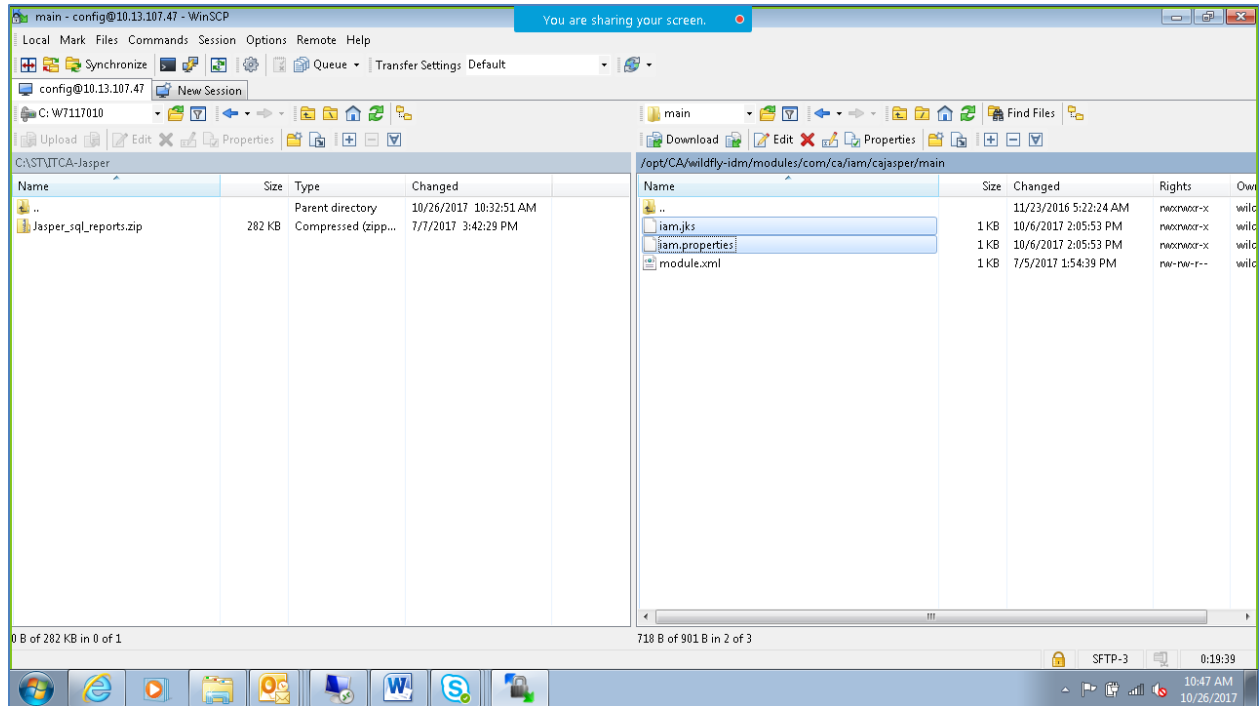 main - config@10.13.107.47 - WinSCP
You are sharing your screen.
Local Mark Files Commands Session Options Remote Help
Synchronize Queue Transfer Settings Default
config@10.13.107.47 New Session
C: W7117010 main Find Files
Upload Edit Properties Download Edit Properties
C:\ST\ITCA-Jasper /opt/CA/wildfly-idm/modules/com/ca/iam/cajasper/main
Name Size Type Changed Name Size Changed Rights Own
.. Parent directory 10/26/2017 10:32:51 AM .. 11/23/2016 5:22:24 AM rwxrwxr-x wild
Jasper_sql_reports.zip 282 KB Compressed (zipp... 7/7/2017 3:42:29 PM iam.jks 1 KB 10/6/2017 2:05:53 PM rwxrwxr-x wild
iam.properties 1 KB 10/6/2017 2:05:53 PM rwxrwxr-x wild
module.xml 1 KB 7/5/2017 1:54:39 PM rw-rw-r-- wild
0 B of 282 KB in 0 of 1 718 B of 901 B in 2 of 3
SFTP-3 0:19:39
10:47 AM
10/26/2017